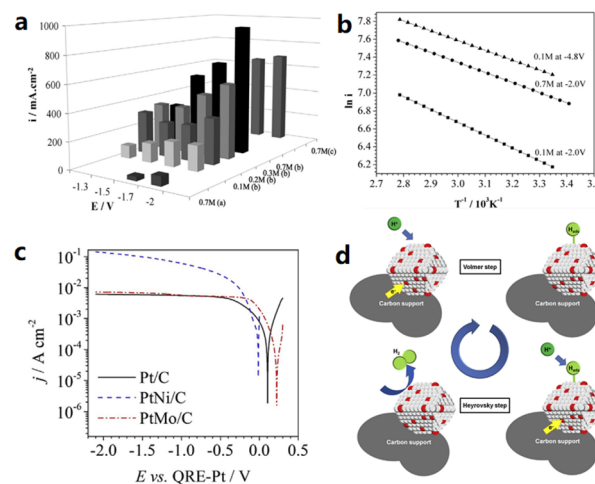 a
1000
800
600
400
200
0
i / mA.cm⁻²
-1.3
-1.5
-1.7
-2
E / V
0.7M (a)
0.1M (b)
0.3M (b)
0.7M (b)
0.7M(c)
b
7.8
7.6
7.4
7.2
7.0
6.8
6.6
6.4
6.2
6.0
ln i
0.1M at -4.8V
0.7M at -2.0V
0.1M at -2.0V
2.7 2.8 2.9 3.0 3.1 3.2 3.3 3.4 3.5
T⁻¹ / 10³K⁻¹
c
10⁻¹
10⁻²
10⁻³
10⁻⁴
10⁻⁵
10⁻⁶
j / A cm⁻²
Pt/C
PtNi/C
PtMo/C
-2.0 -1.5 -1.0 -0.5 0.0 0.5
E vs. QRE-Pt / V
d
H⁺
Volmer step
Carbon support
Carbon support
H₂
H⁺
Heyrovsky step
Carbon support
Carbon support